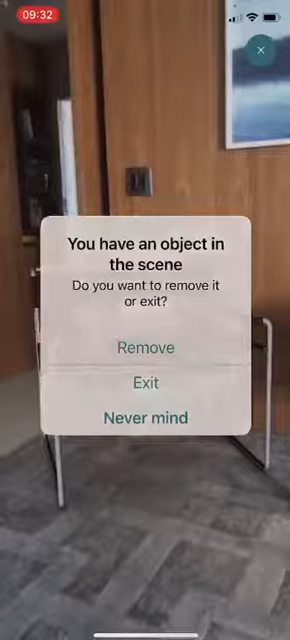 09:32
You have an object in
the scene
Do you want to remove it
or exit?
Remove
Exit
Never mind